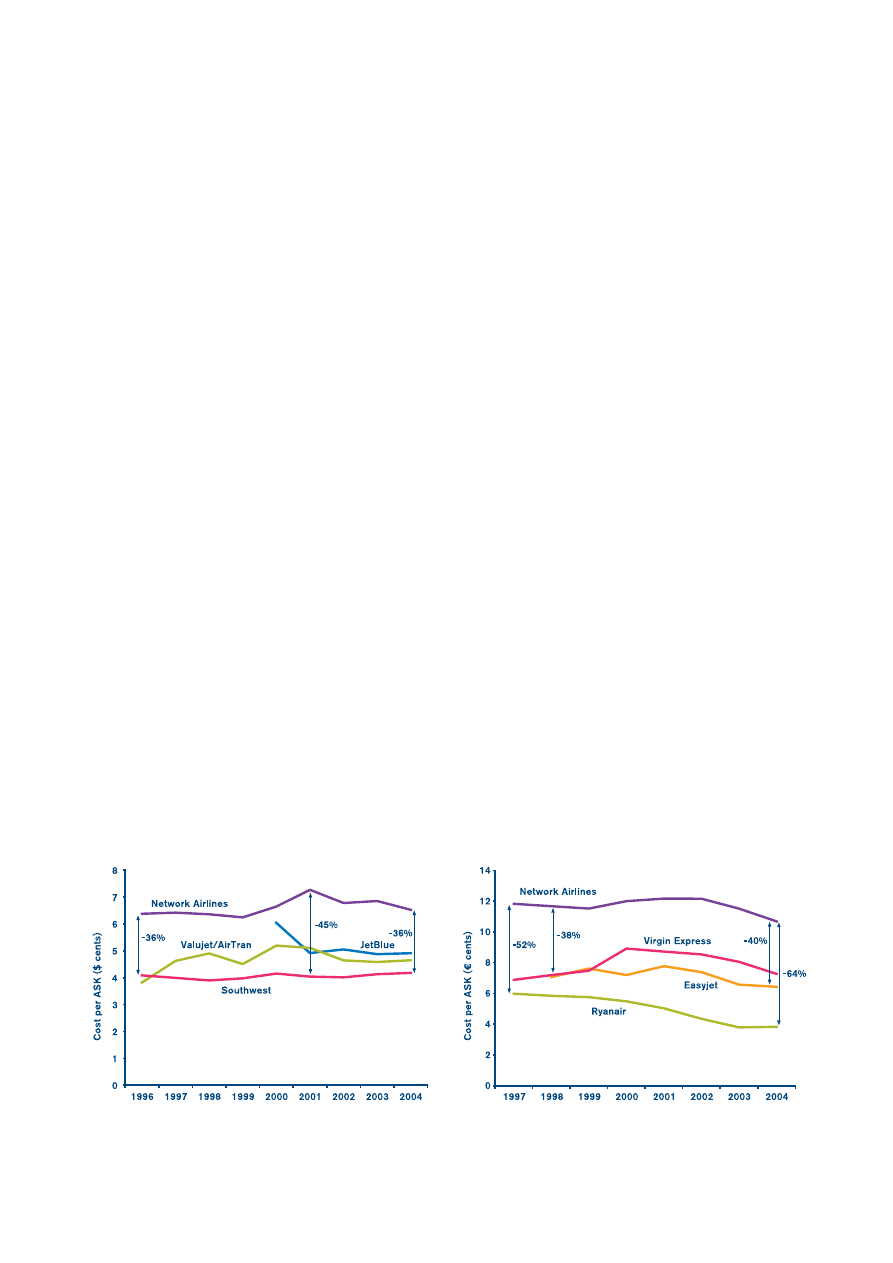 8
7
6
5
4
3
2
1
0
Cost per ASK ($ cents)
Network Airlines
-36%
Valujet/AirTran
-45%
-36%
JetBlue
Southwest
1996 1997 1998 1999 2000 2001 2002 2003 2004
14
12
10
8
6
4
2
0
Cost per ASK (€ cents)
Network Airlines
-52%
-38%
Virgin Express
-40%
-64%
Easyjet
Ryanair
1997 1998 1999 2000 2001 2002 2003 2004